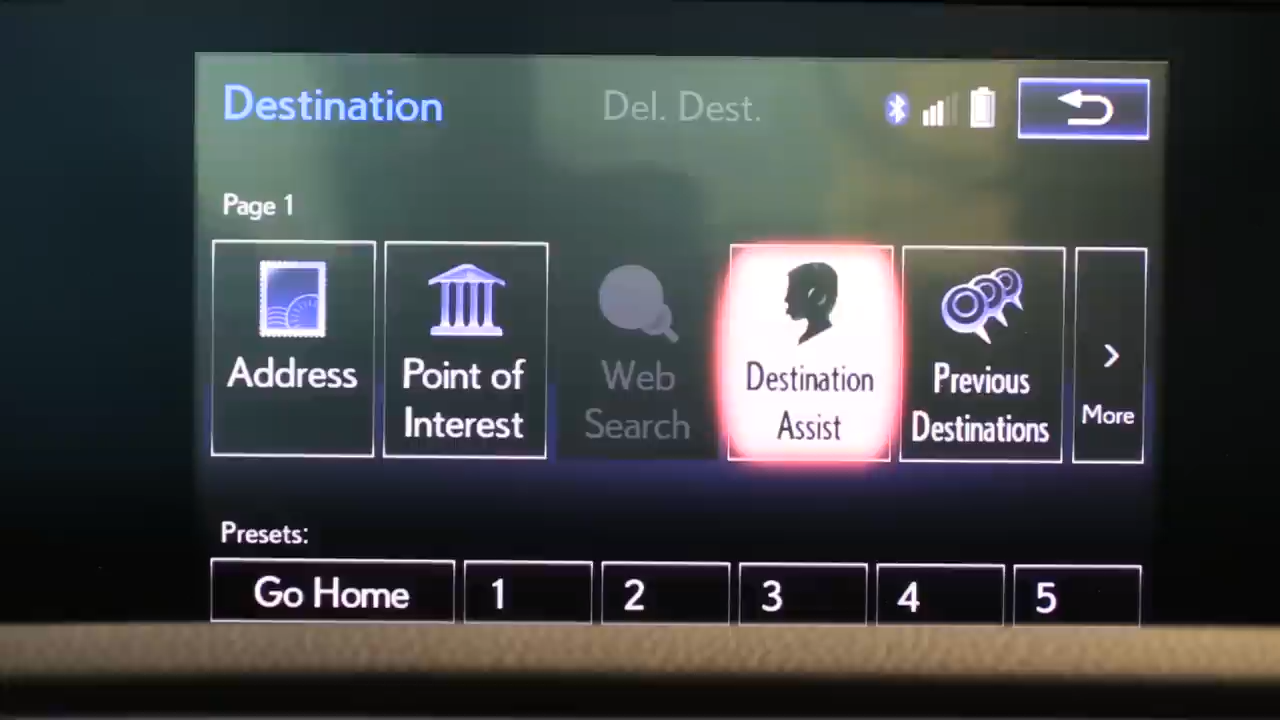 Destination
Del. Dest.
Page 1
Address
Point of
Interest
Web
Search
Destination
Assist
Previous
Destinations
More
Presets:
Go Home
1
2
3
4
5